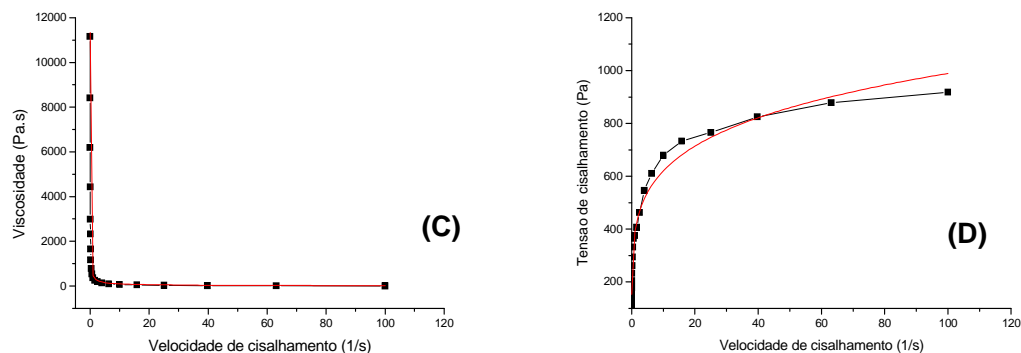 12000
10000
8000
6000
4000
2000
0
Viscosidade (Pa.s)
0 20 40 60 80 100 120
Velocidade de cisalhamento (1/s)
(C)
1200
1000
800
600
400
200
Tensao de cisalhamento (Pa)
0 20 40 60 80 100 120
Velocidade de cisalhamento (1/s)
(D)